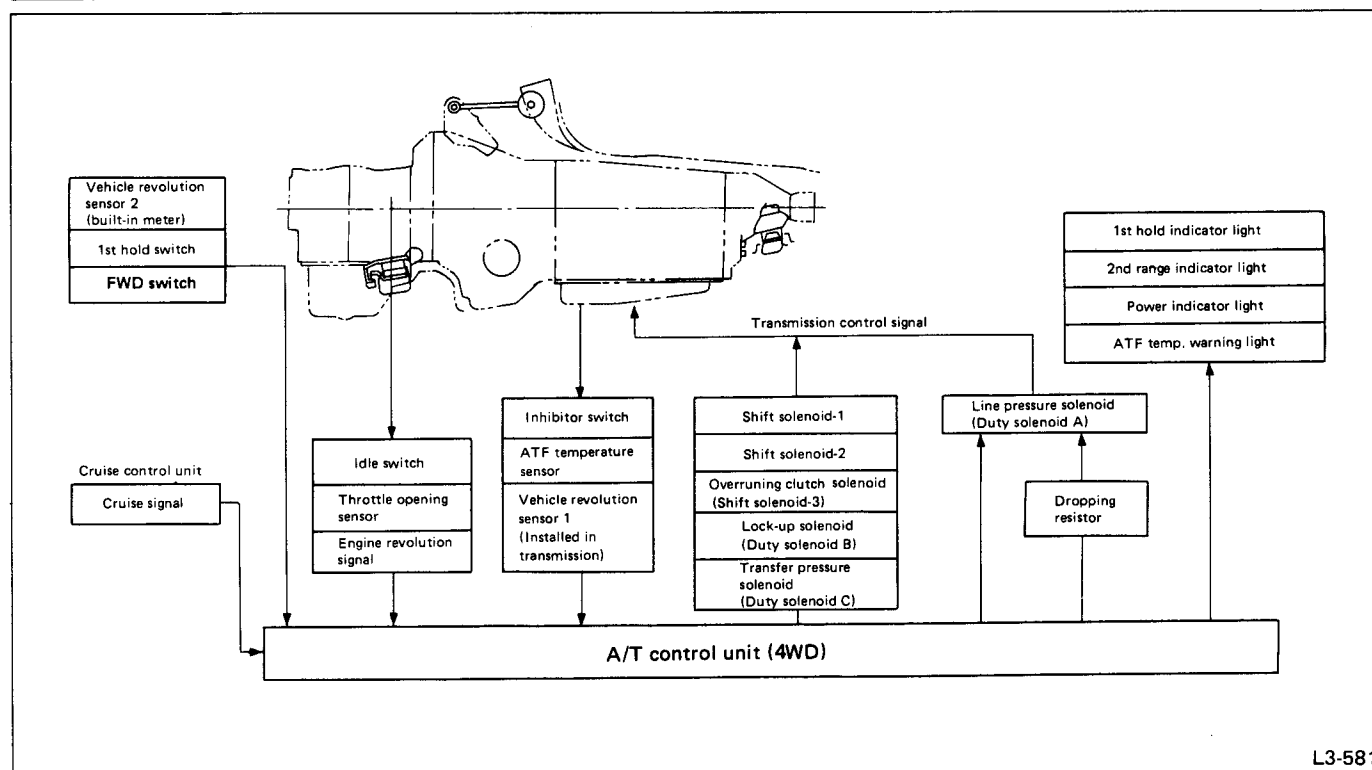 Vehicle revolution
sensor 2
(built-in meter)
1st hold switch
FWD switch
Cruise control unit
Cruise signal
Idle switch
Throttle opening
sensor
Engine revolution
signal
Inhibitor switch
ATF temperature
sensor
Vehicle revolution
sensor 1
(Installed in
transmission)
Transmission control signal
Shift solenoid-1
Shift solenoid-2
Overruning clutch solenoid
(Shift solenoid-3)
Lock-up solenoid
(Duty solenoid B)
Transfer pressure
solenoid
(Duty solenoid C)
Line pressure solenoid
(Duty solenoid A)
Dropping
resistor
1st hold indicator light
2nd range indicator light
Power indicator light
ATF temp. warning light
A/T control unit (4WD)
L3-581